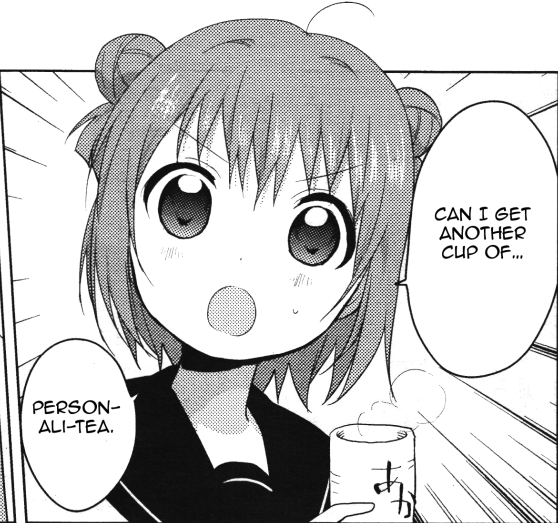 CAN I GET
ANOTHER
CUP OF...
PERSON-
ALI-TEA.
あか